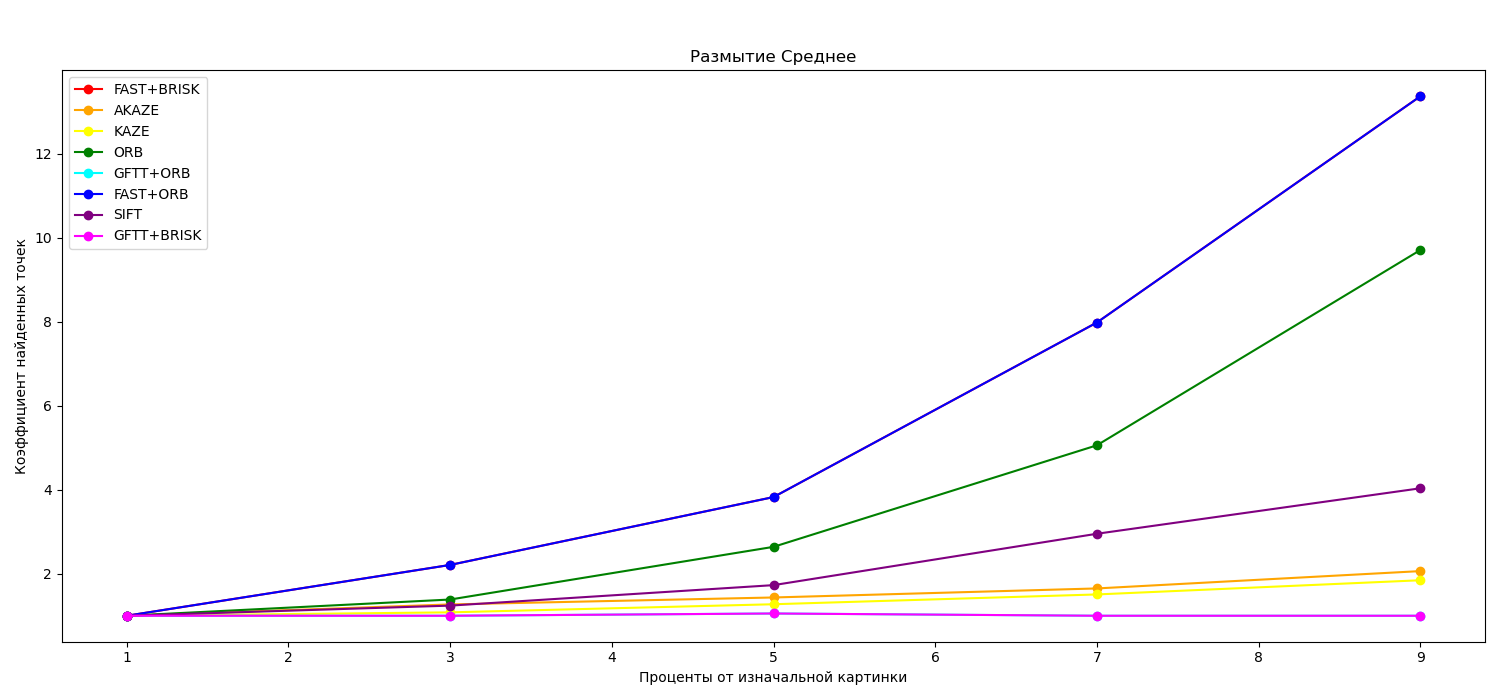 Размытие Среднее
FAST+BRISK
AKAZE
KAZE
ORB
GFTT+ORB
FAST+ORB
SIFT
GFTT+BRISK
Коэффициент найденных точек
12
10
8
6
4
2
1 2 3 4 5 6 7 8 9
Проценты от изначальной картинки